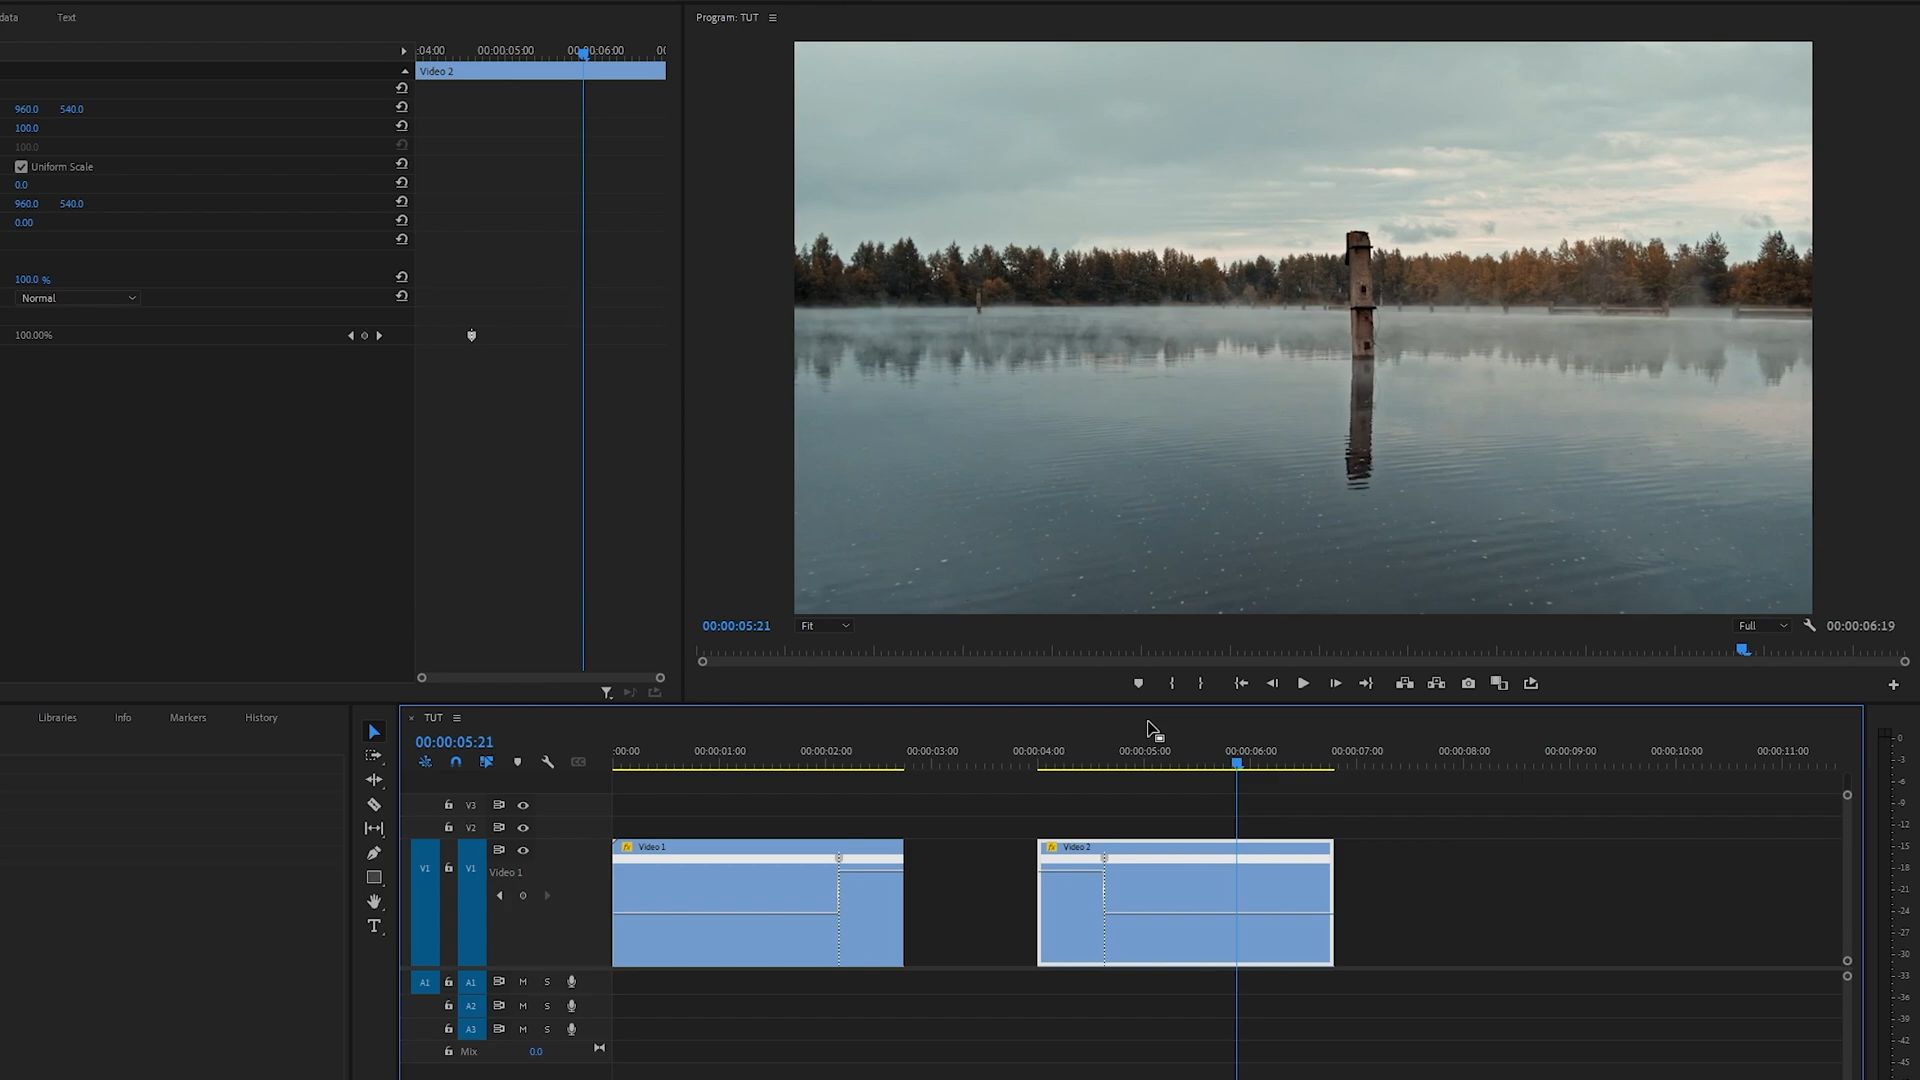 data Text
Program: TUT
:04:00 00:00:05:00 00:00:06:00
Video 2
960.0 540.0
100.0
100.0
Uniform Scale
0.0
960.0 540.0
0.00
100.0 %
Normal
100.00%
00:00:05:21 Fit Full 00:00:06:19
Libraries Info Markers History
TUT
00:00:05:21
:00:00 00:00:01:00 00:00:02:00 00:00:03:00 00:00:04:00 00:00:05:00 00:00:06:00 00:00:07:00 00:00:08:00 00:00:09:00 00:00:10:00 00:00:11:00
V3
V2
V1 V1 Video 1
fx Video 1 fx Video 2
A1 A1 M S
A2 M S
A3 M S
Mix 0.0
0
-3
-6
-9
-12
-15
-18
-21
-24
-27
-30
-33
-36
-39
-42
-45